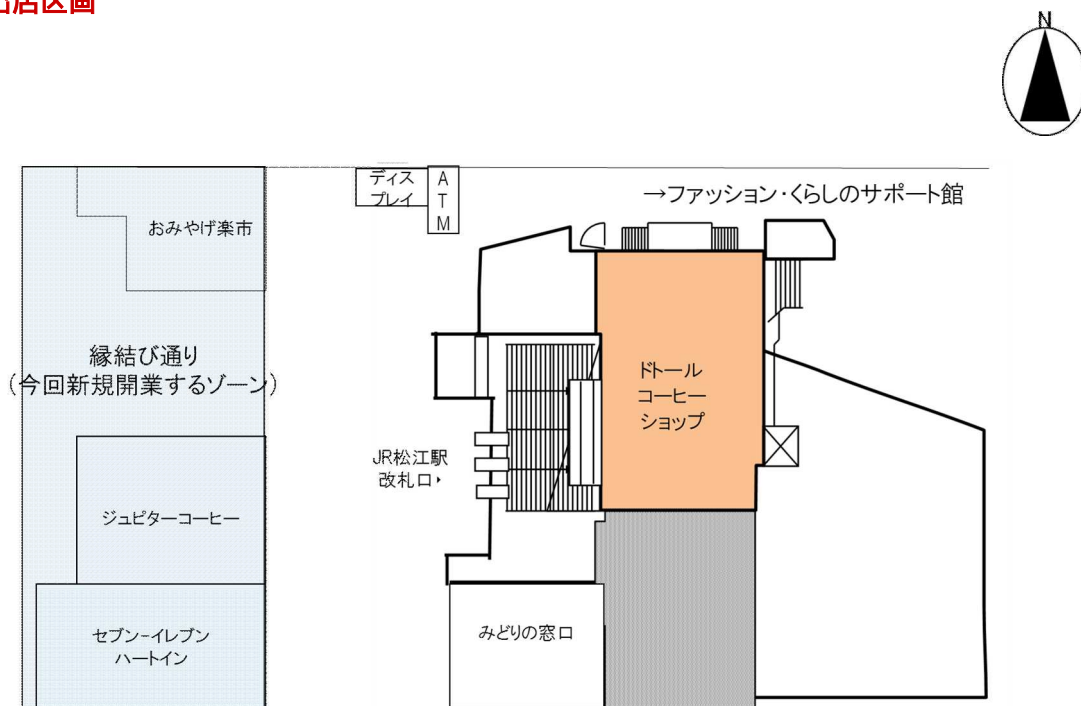 出店区画
N
ディス
プレイ
A
T
M
→ファッション・くらしのサポート館
おみやげ楽市
縁結び通り
（今回新規開業するゾーン）
ドトール
コーヒー
ショップ
JR松江駅
改札口
ジュピターコーヒー
セブン-イレブン
ハートイン
みどりの窓口